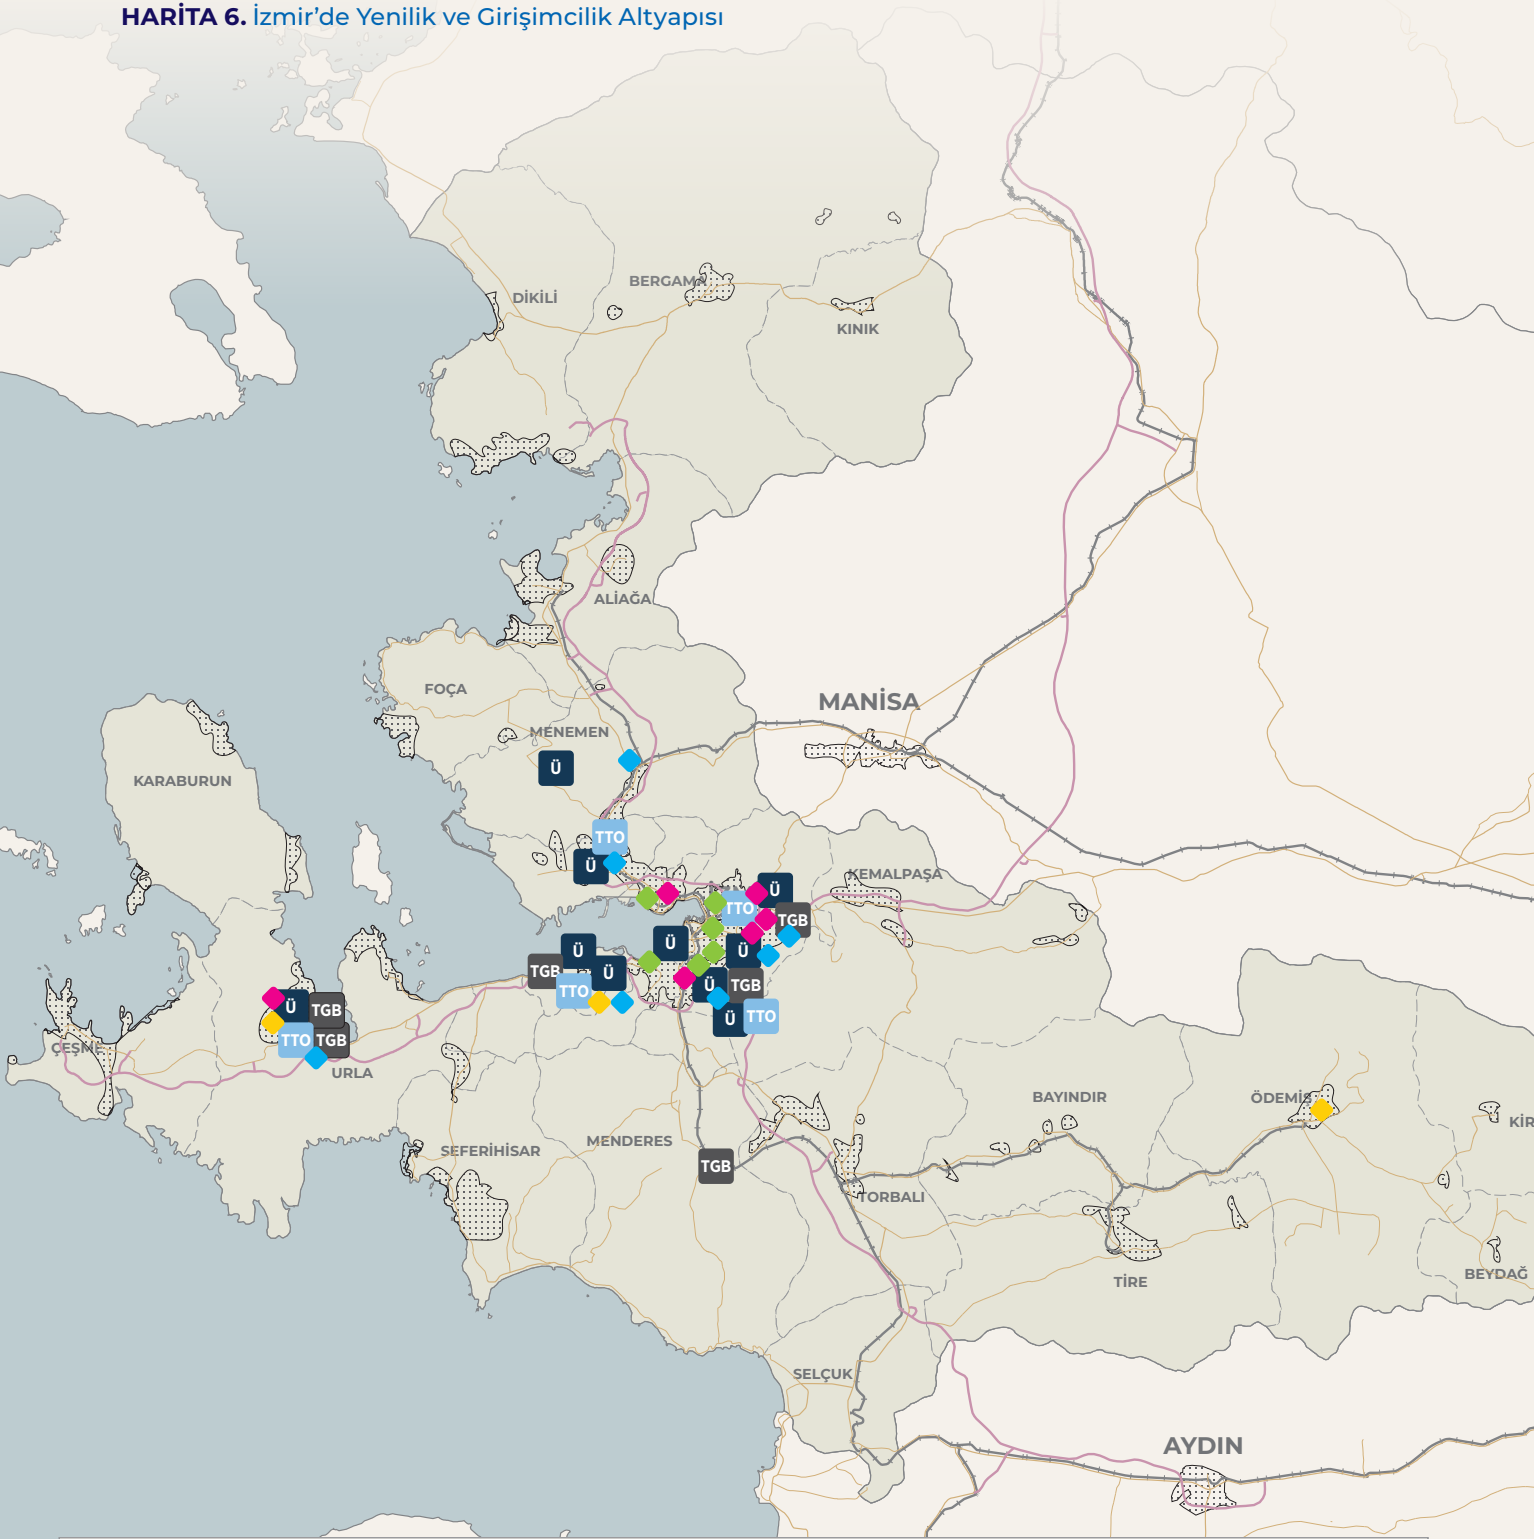 HARİTA 6. İzmir’de Yenilik ve Girişimcilik Altyapısı
BERGAMA
DİKİLİ
KINIK
ALİAĞA
FOÇA
MANİSA
MENEMEN
Ü
KARABURUN
TTO
Ü
KEMALPAŞA
Ü
TTO
TGB
Ü
Ü
Ü
TGB
Ü
TTO
Ü
TGB
Ü
TTO
Ü
TGB
TTO
TGB
ÇEŞME
URLA
BAYINDIR
ÖDEMİŞ
KİR
MENDERES
SEFERİHİSAR
TGB
TORBALI
TİRE
BEYDAĞ
SELÇUK
AYDIN